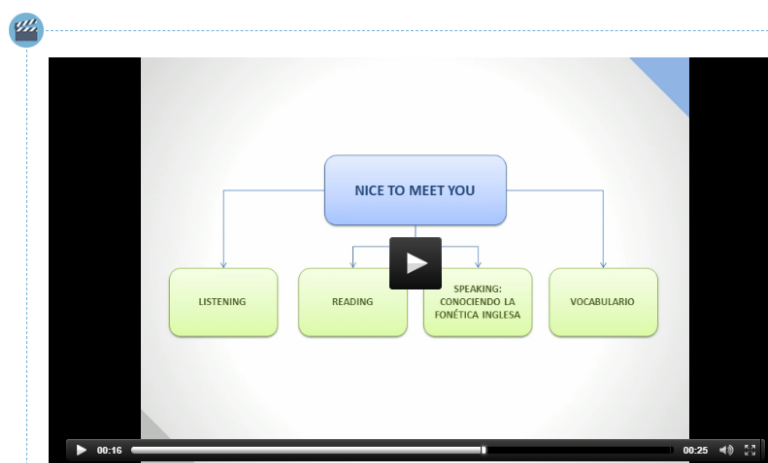 NICE TO MEET YOU
LISTENING
READING
SPEAKING:
CONOCIENDO LA
FONÉTICA INGLESA
VOCABULARIO
00:16
00:25